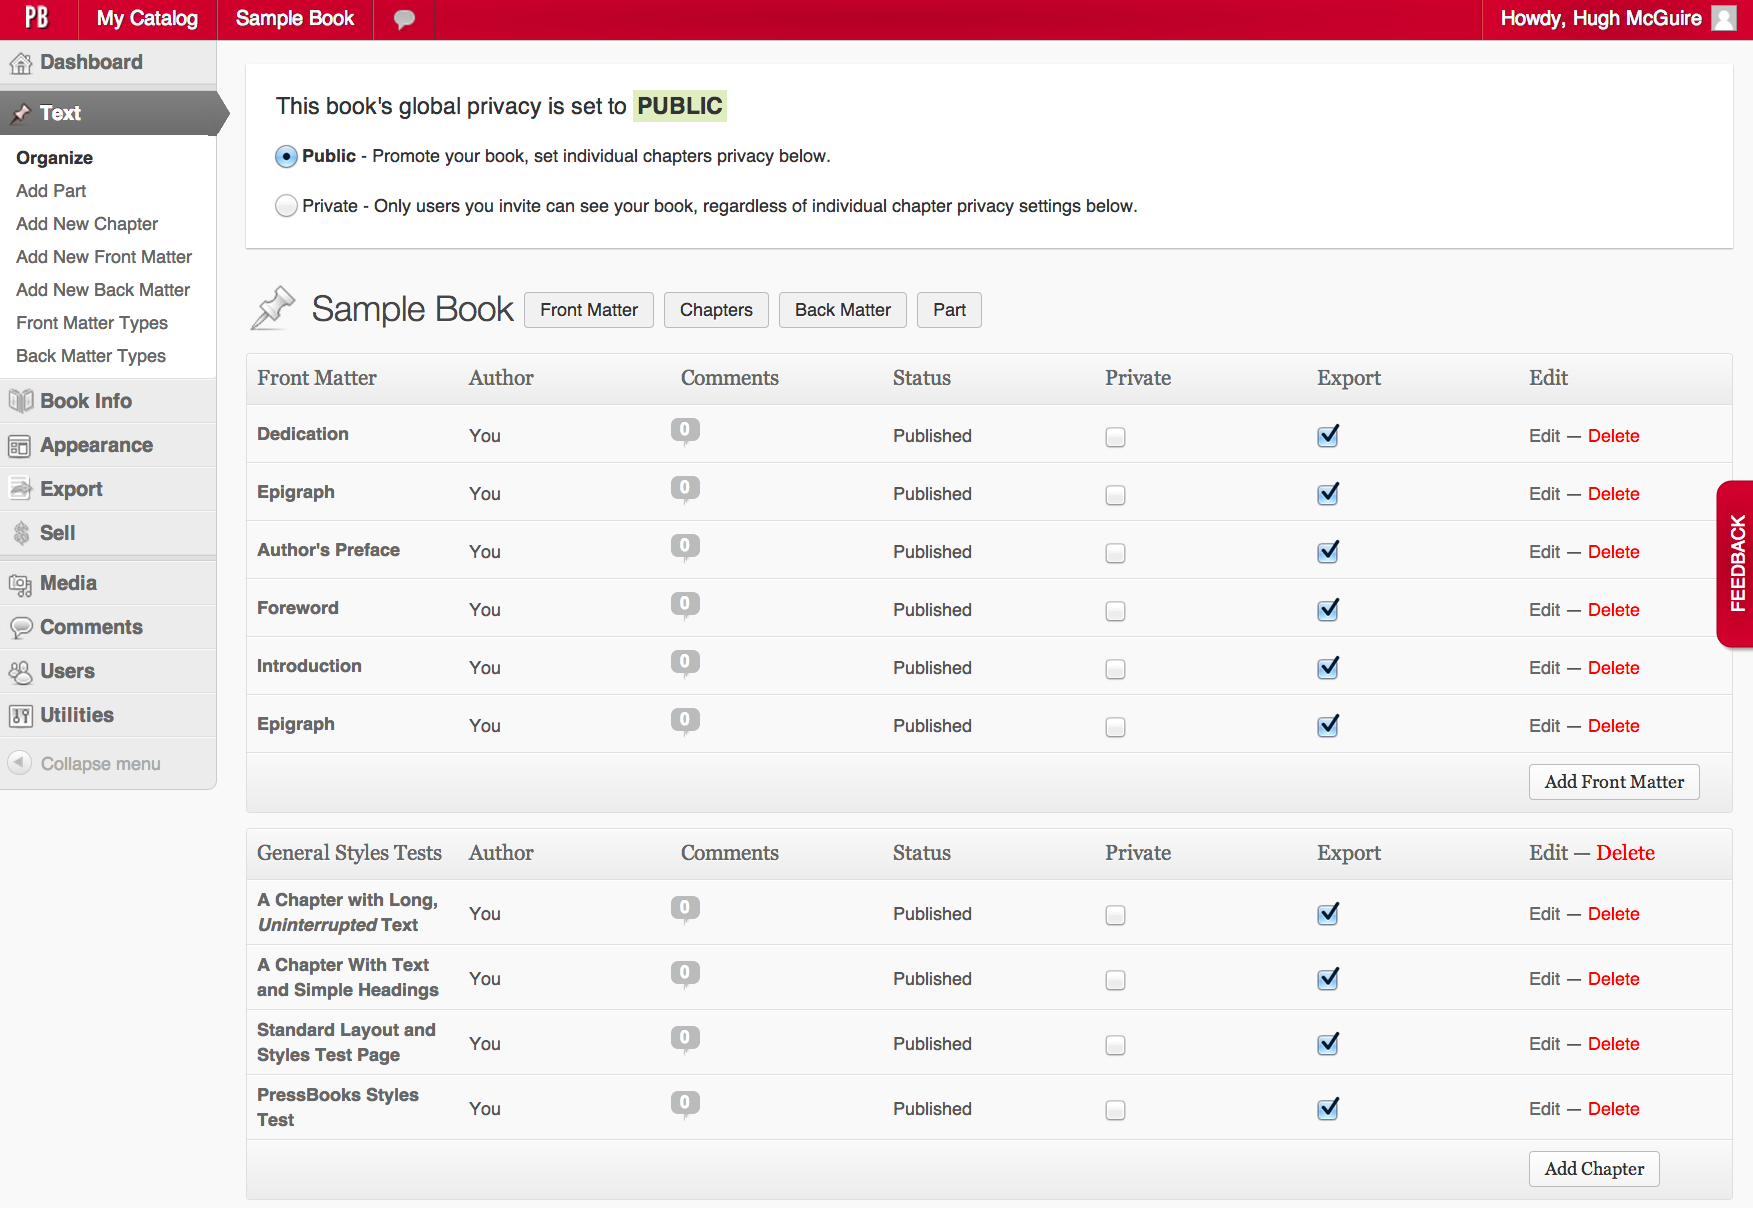 PB My Catalog Sample Book Howdy, Hugh McGuire
Dashboard
Text
Organize
Add Part
Add New Chapter
Add New Front Matter
Add New Back Matter
Front Matter Types
Back Matter Types
Book Info
Appearance
Export
Sell
Media
Comments
Users
Utilities
Collapse menu
This book's global privacy is set to PUBLIC
Public - Promote your book, set individual chapters privacy below.
Private - Only users you invite can see your book, regardless of individual chapter privacy settings below.
Sample Book Front Matter Chapters Back Matter Part
Front Matter Author Comments Status Private Export Edit
Dedication You 0 Published Edit — Delete
Epigraph You 0 Published Edit — Delete
Author's Preface You 0 Published Edit — Delete
Foreword You 0 Published Edit — Delete
Introduction You 0 Published Edit — Delete
Epigraph You 0 Published Edit — Delete
Add Front Matter
General Styles Tests Author Comments Status Private Export Edit — Delete
A Chapter with Long,
Uninterrupted Text You 0 Published Edit — Delete
A Chapter With Text
and Simple Headings You 0 Published Edit — Delete
Standard Layout and
Styles Test Page You 0 Published Edit — Delete
PressBooks Styles
Test You 0 Published Edit — Delete
Add Chapter
FEEDBACK